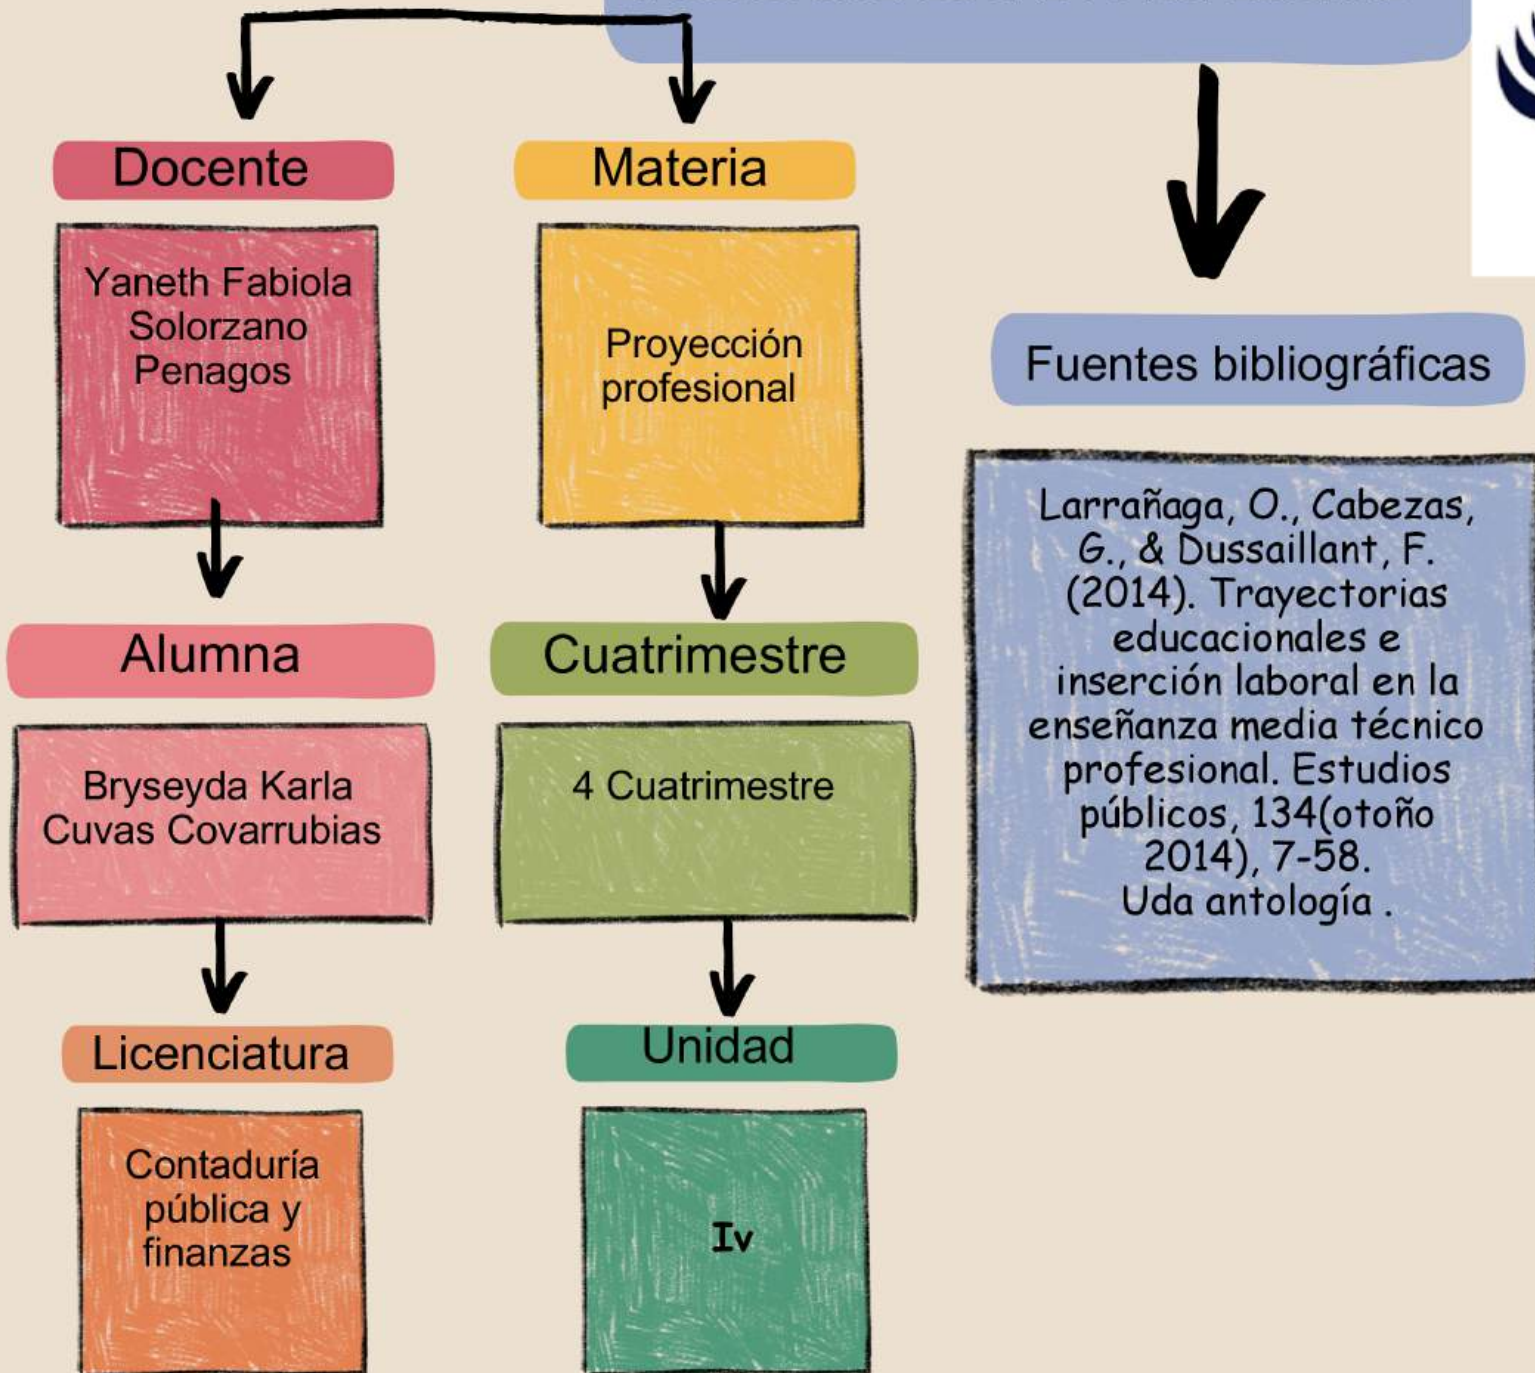 Docente
Yaneth Fabiola
Solorzano
Penagos
Alumna
Bryseyda Karla
Cuvas Covarrubias
Licenciatura
Contaduría
pública y
finanzas
Materia
Proyección
profesional
Cuatrimestre
4 Cuatrimestre
Unidad
Iv
Fuentes bibliográficas
Larrañaga, O., Cabezas,
G., & Dussaillant, F.
(2014). Trayectorias
educacionales e
inserción laboral en la
enseñanza media técnico
profesional. Estudios
públicos, 134(otoño
2014), 7-58.
Uda antología .